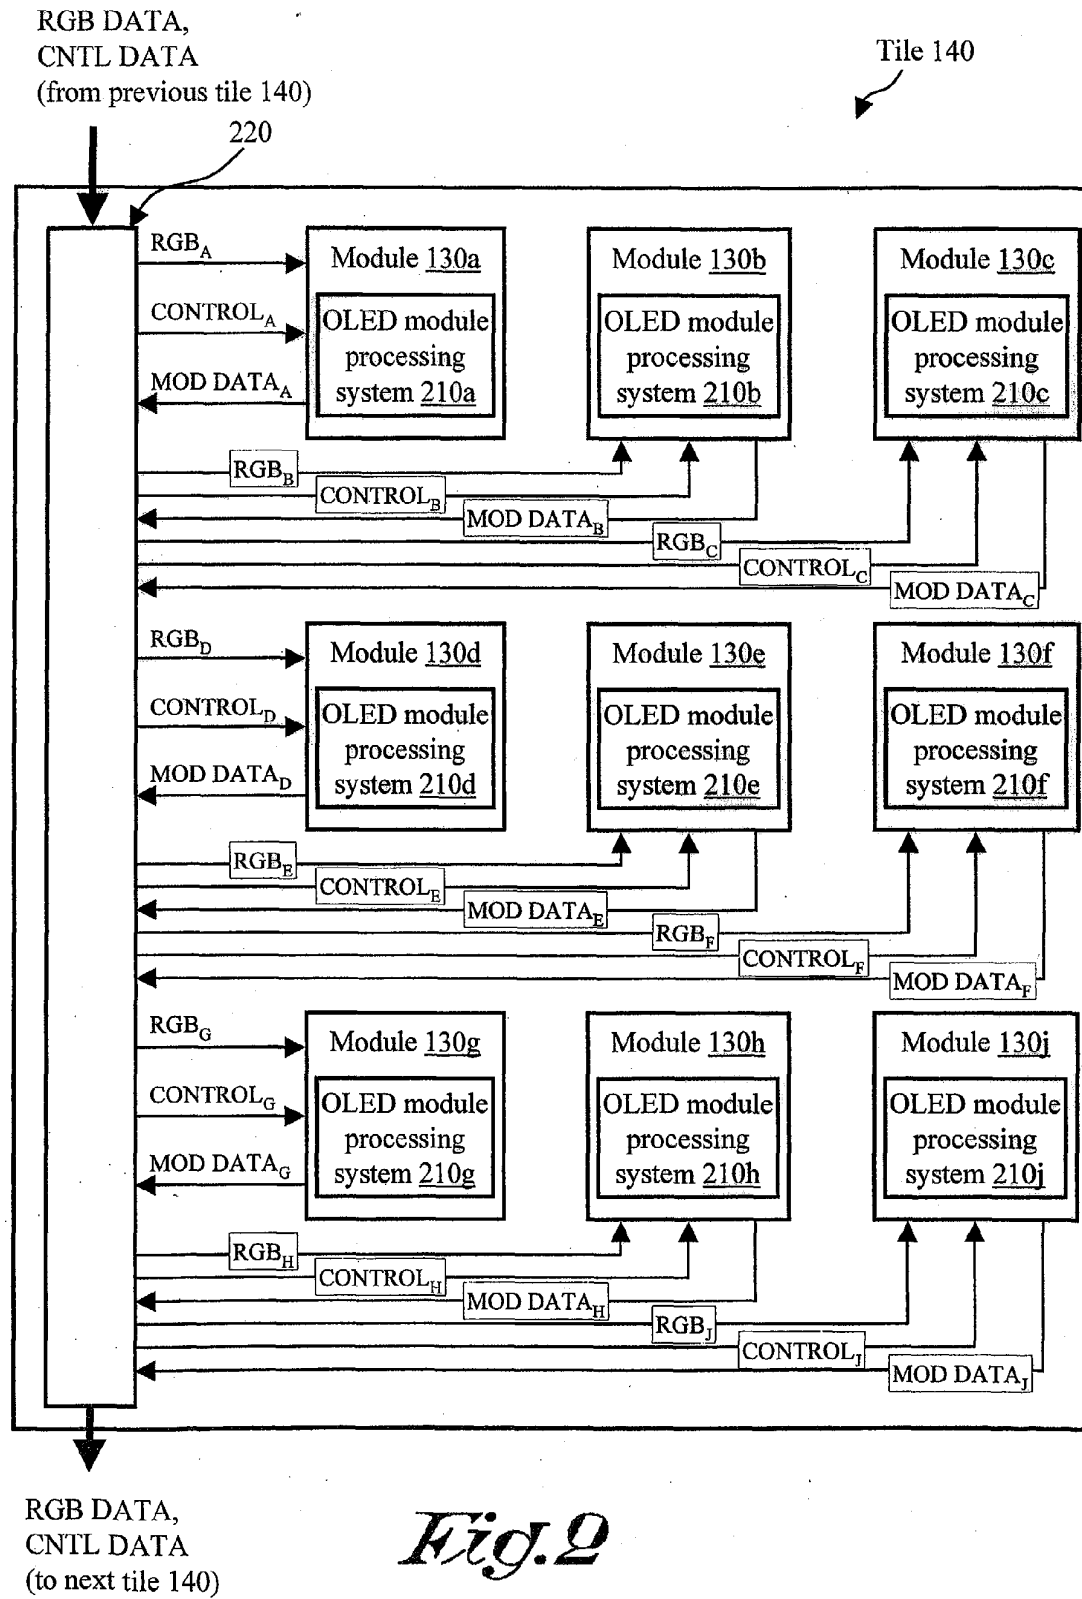 RGB DATA,
CNTL DATA
(from previous tile 140)
Tile 140
220
RGB_A
Module 130a
Module 130b
Module 130c
CONTROL_A
OLED module
processing
system 210a
OLED module
processing
system 210b
OLED module
processing
system 210c
MOD DATA_A
RGB_B
CONTROL_B
MOD DATA_B
RGB_C
CONTROL_C
MOD DATA_C
RGB_D
Module 130d
Module 130e
Module 130f
CONTROL_D
OLED module
processing
system 210d
OLED module
processing
system 210e
OLED module
processing
system 210f
MOD DATA_D
RGB_E
CONTROL_E
MOD DATA_E
RGB_F
CONTROL_F
MOD DATA_F
RGB_G
Module 130g
Module 130h
Module 130j
CONTROL_G
OLED module
processing
system 210g
OLED module
processing
system 210h
OLED module
processing
system 210j
MOD DATA_G
RGB_H
CONTROL_H
MOD DATA_H
RGB_J
CONTROL_J
MOD DATA_J
RGB DATA,
CNTL DATA
(to next tile 140)
Fig. 2